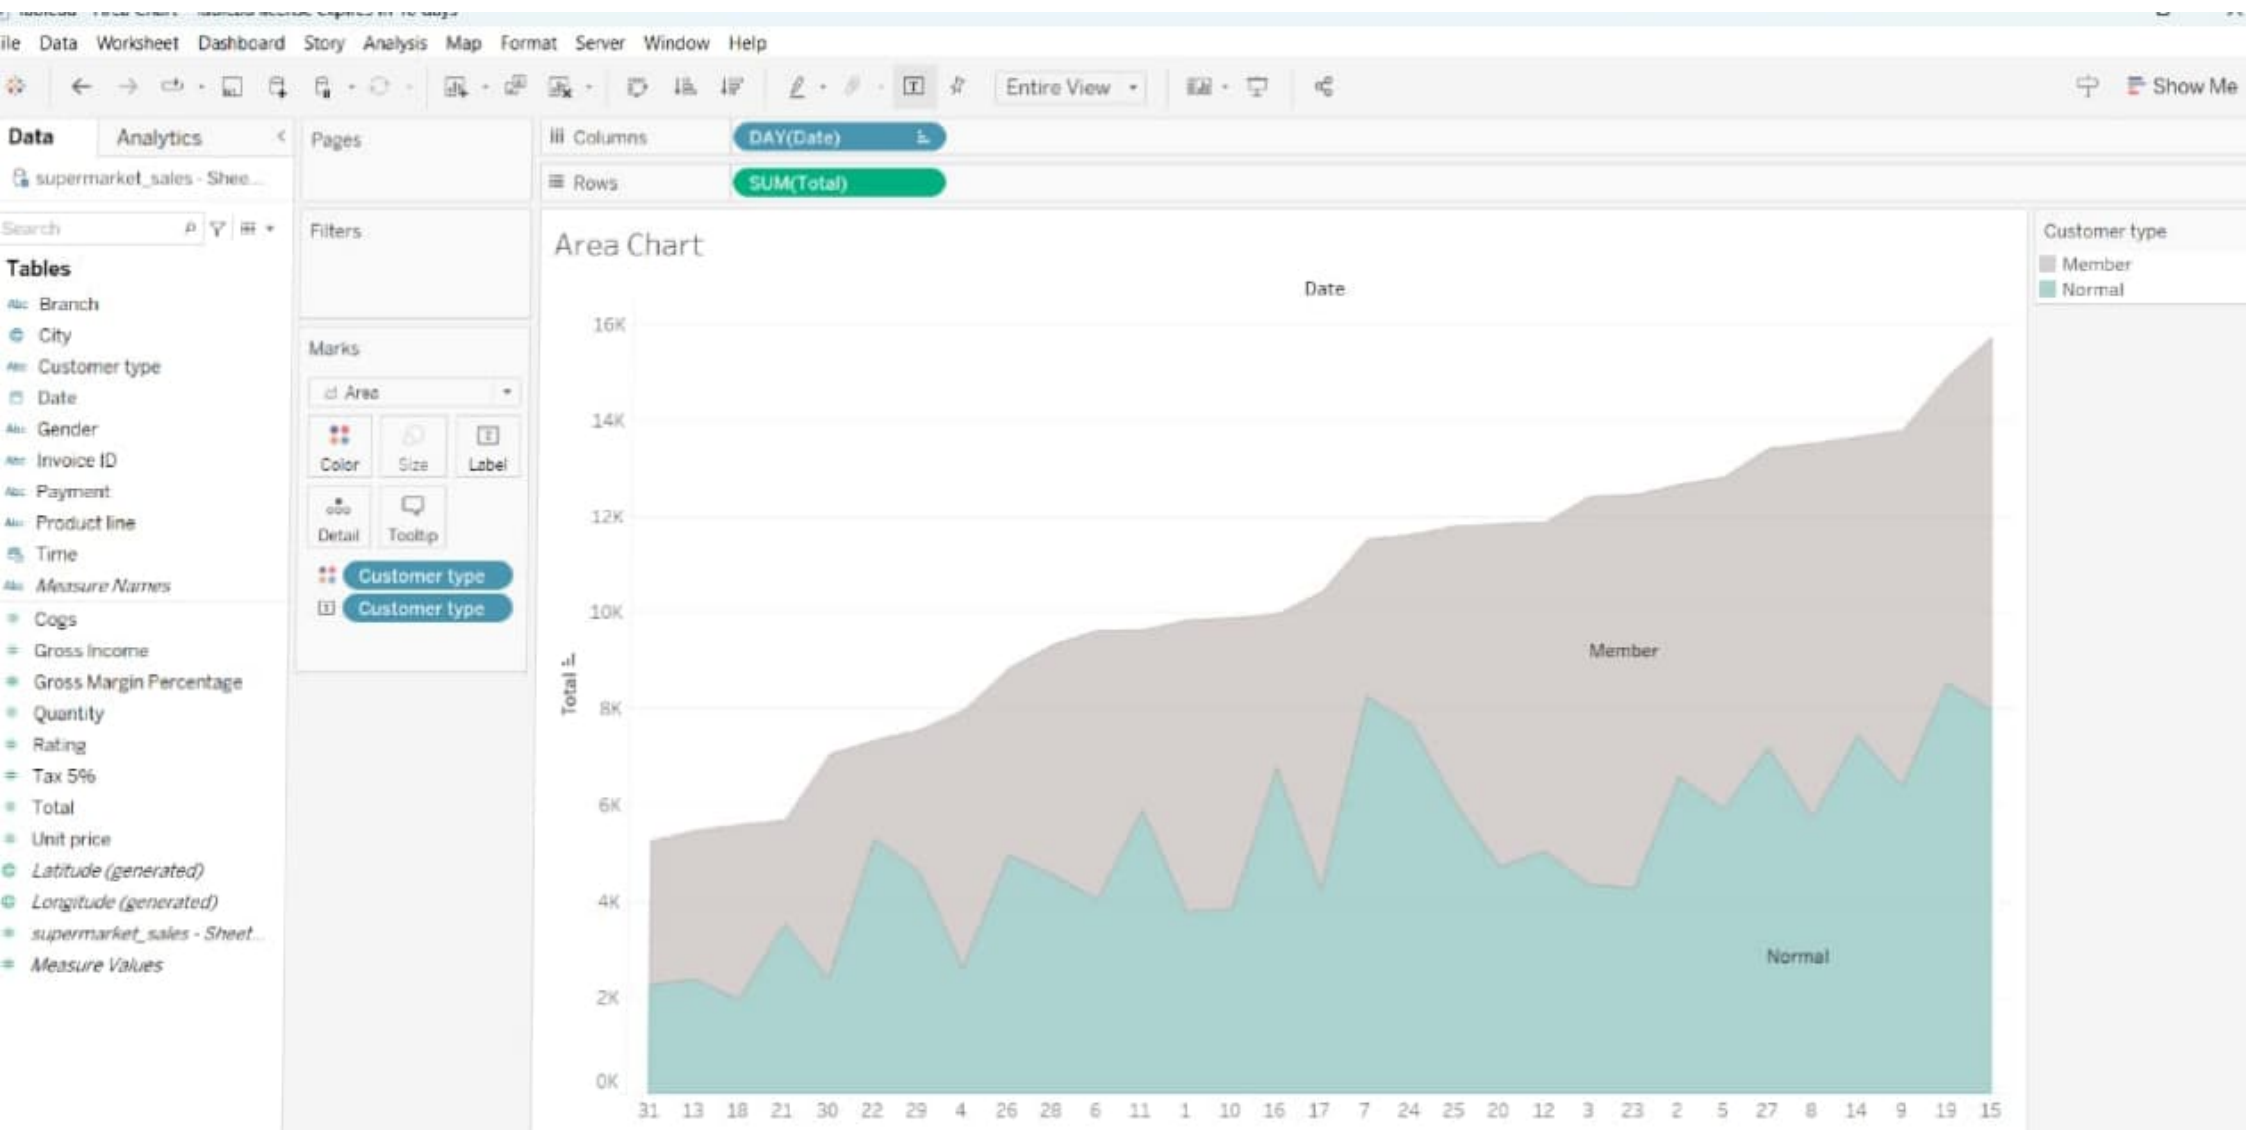 ile Data Worksheet Dashboard Story Analysis Map Format Server Window Help
Entire View
Show Me
Data Analytics
Pages
Columns DAY(Date)
supermarket_sales - Shee...
Rows SUM(Total)
Search
Filters
Tables
Branch
City
Customer type
Date
Gender
Invoice ID
Payment
Product line
Time
Measure Names
Cogs
Gross Income
Gross Margin Percentage
Quantity
Rating
Tax 5%
Total
Unit price
Latitude (generated)
Longitude (generated)
supermarket_sales - Sheet...
Measure Values
Marks
Area
Color Size Label
Detail Tooltip
Customer type
Customer type
Area Chart
Date
16K
14K
12K
10K
8K
6K
4K
2K
0K
Total
Member
Normal
31 13 18 21 30 22 29 4 26 28 6 11 1 10 16 17 7 24 25 20 12 3 23 2 5 27 8 14 9 19 15
Customer type
Member
Normal